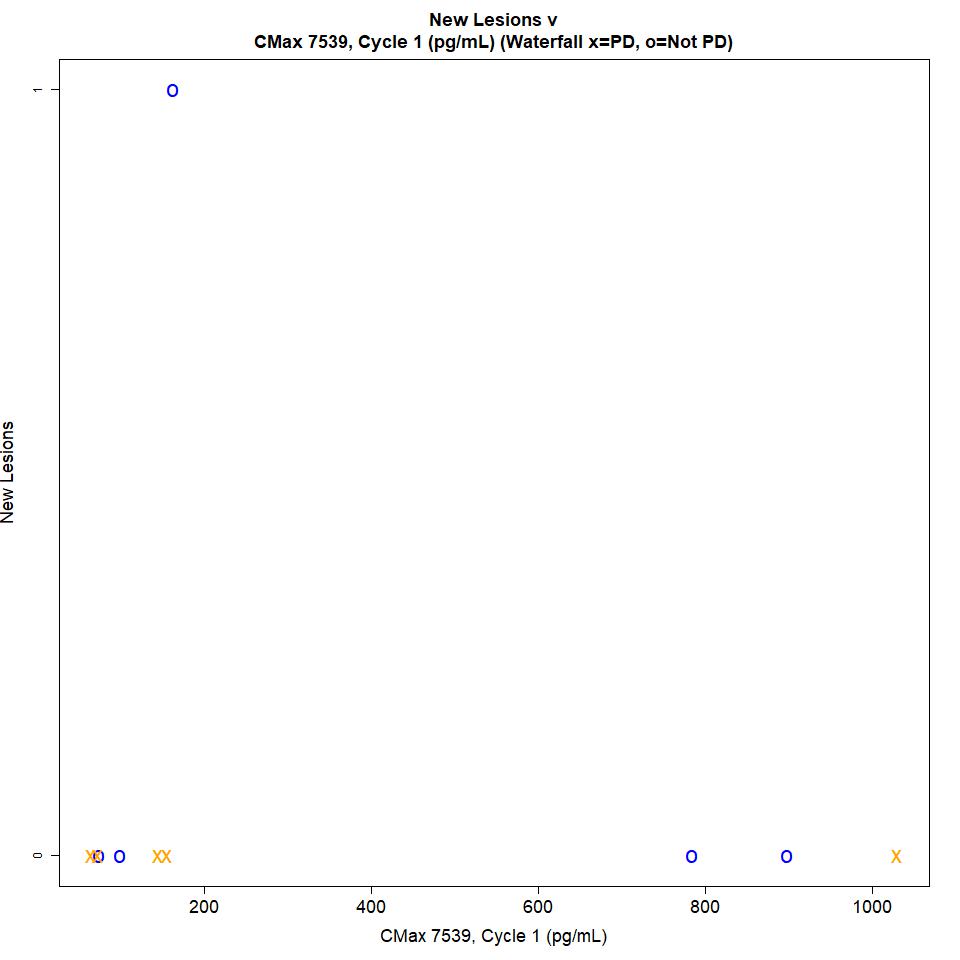 New Lesions v
CMax 7539, Cycle 1 (pg/mL) (Waterfall x=PD, o=Not PD)
1
o
New Lesions
0
x
x
o
o
x
x
o
o
x
200
400
600
800
1000
CMax 7539, Cycle 1 (pg/mL)